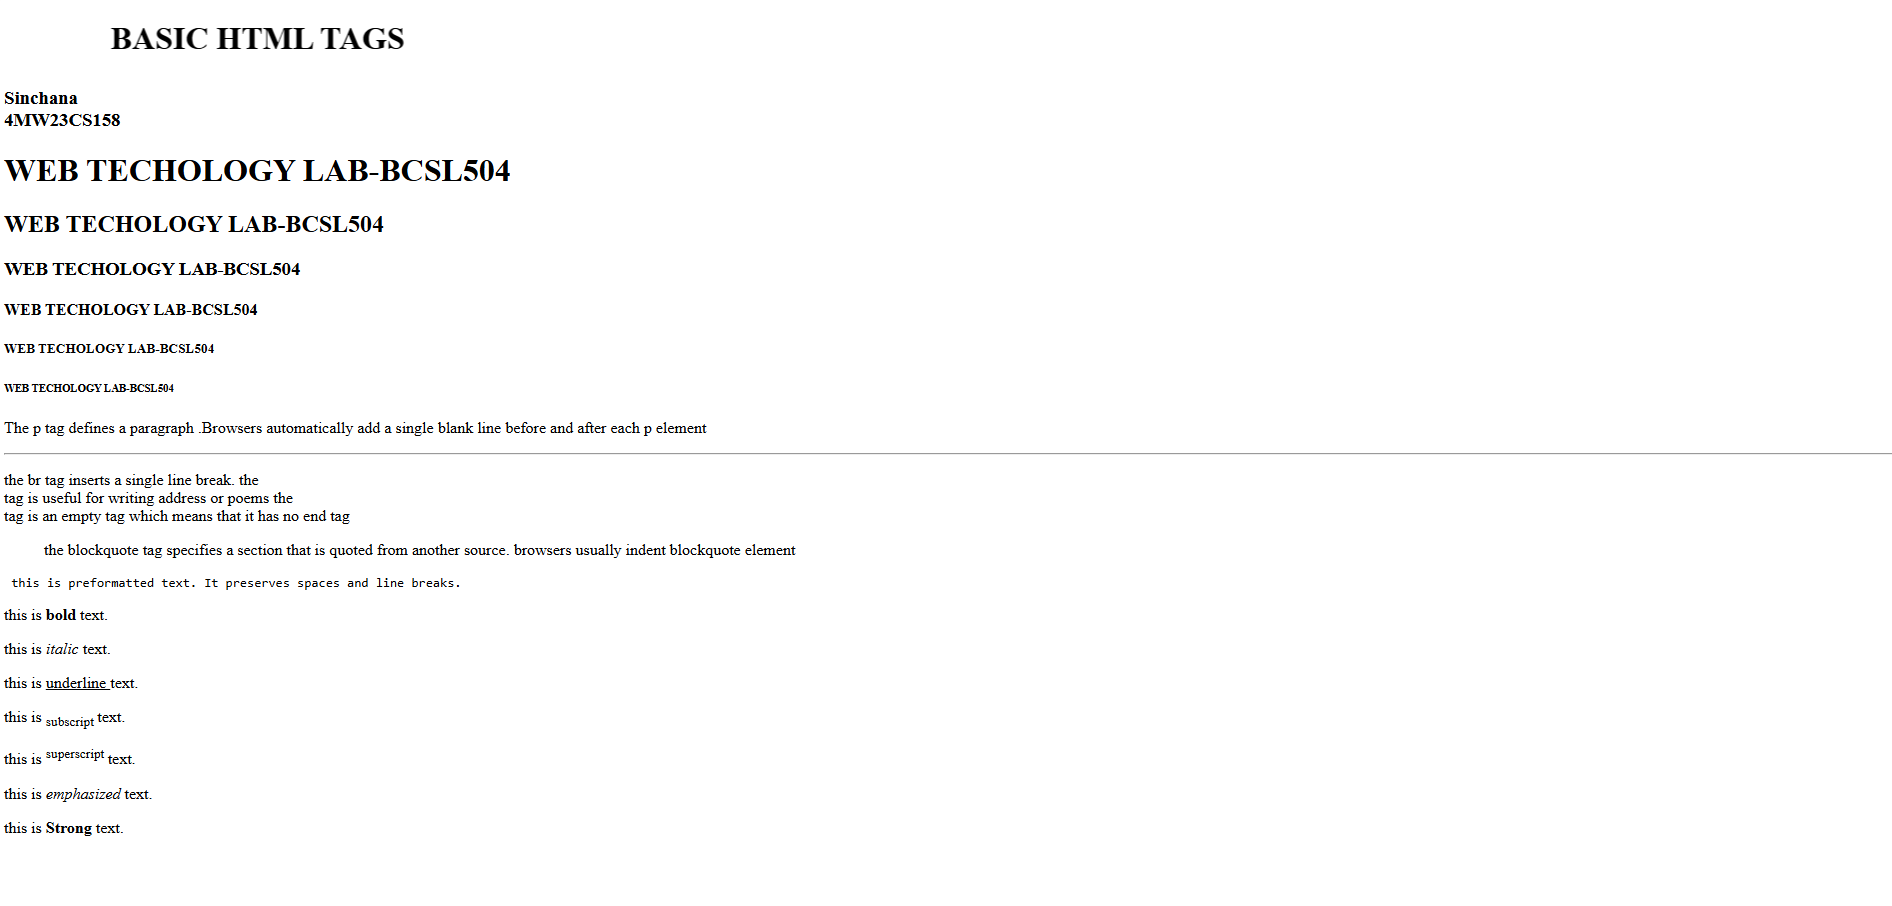 BASIC HTML TAGS
Sinchana
4MW23CS158
WEB TECHOLOGY LAB-BCSL504
WEB TECHOLOGY LAB-BCSL504
WEB TECHOLOGY LAB-BCSL504
WEB TECHOLOGY LAB-BCSL504
WEB TECHOLOGY LAB-BCSL504
WEB TECHOLOGY LAB-BCSL504
The p tag defines a paragraph .Browsers automatically add a single blank line before and after each p element
the br tag inserts a single line break. the
tag is useful for writing address or poems the
tag is an empty tag which means that it has no end tag
the blockquote tag specifies a section that is quoted from another source. browsers usually indent blockquote element
this is preformatted text. It preserves spaces and line breaks.
this is bold text.
this is italic text.
this is underline text.
this is subscript text.
this is superscript text.
this is emphasized text.
this is Strong text.